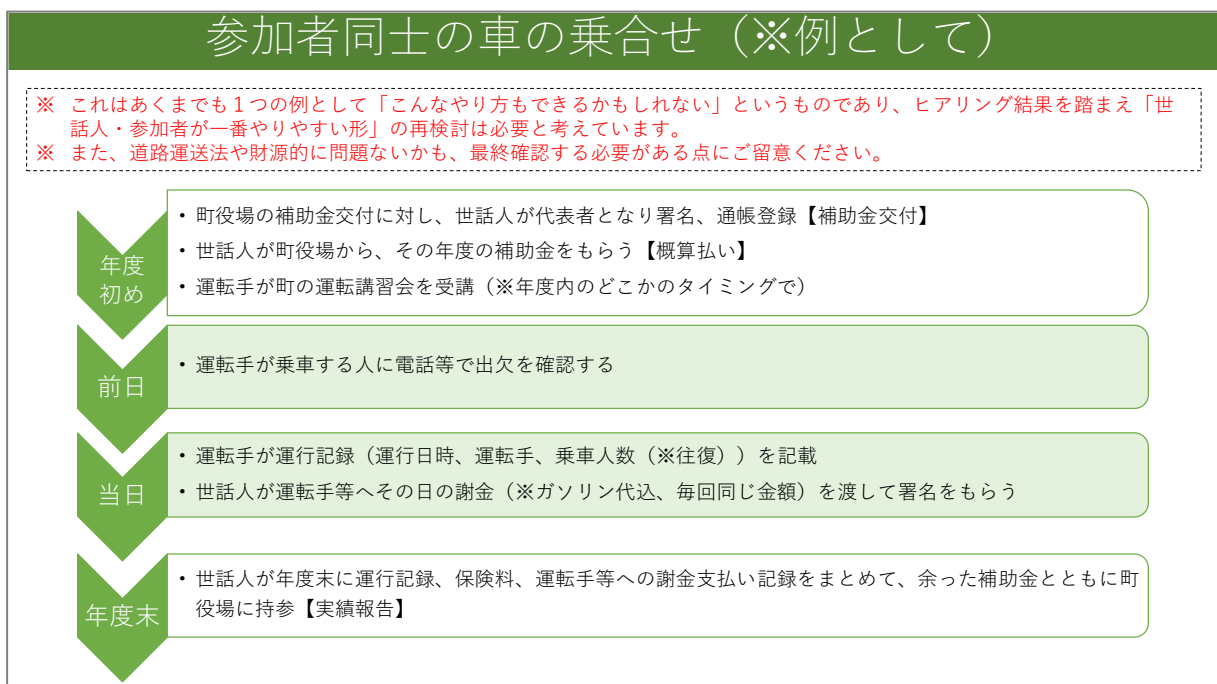 参加者同士の車の乗合せ（※例として）
※ これはあくまでも１つの例として「こんなやり方もできるかもしれない」というものであり、ヒアリング結果を踏まえ「世
話人・参加者が一番やりやすい形」の再検討は必要と考えています。
※ また、道路運送法や財源的に問題ないかも、最終確認する必要がある点にご留意ください。
年度
初め
• 町役場の補助金交付に対し、世話人が代表者となり署名、通帳登録【補助金交付】
• 世話人が町役場から、その年度の補助金をもらう【概算払い】
• 運転手が町の運転講習会を受講（※年度内のどこかのタイミングで）
前日
• 運転手が乗車する人に電話等で出欠を確認する
当日
• 運転手が運行記録（運行日時、運転手、乗車人数（※往復））を記載
• 世話人が運転手等へその日の謝金（※ガソリン代込、毎回同じ金額）を渡して署名をもらう
年度末
• 世話人が年度末に運行記録、保険料、運転手等への謝金支払い記録をまとめて、余った補助金とともに町
役場に持参【実績報告】